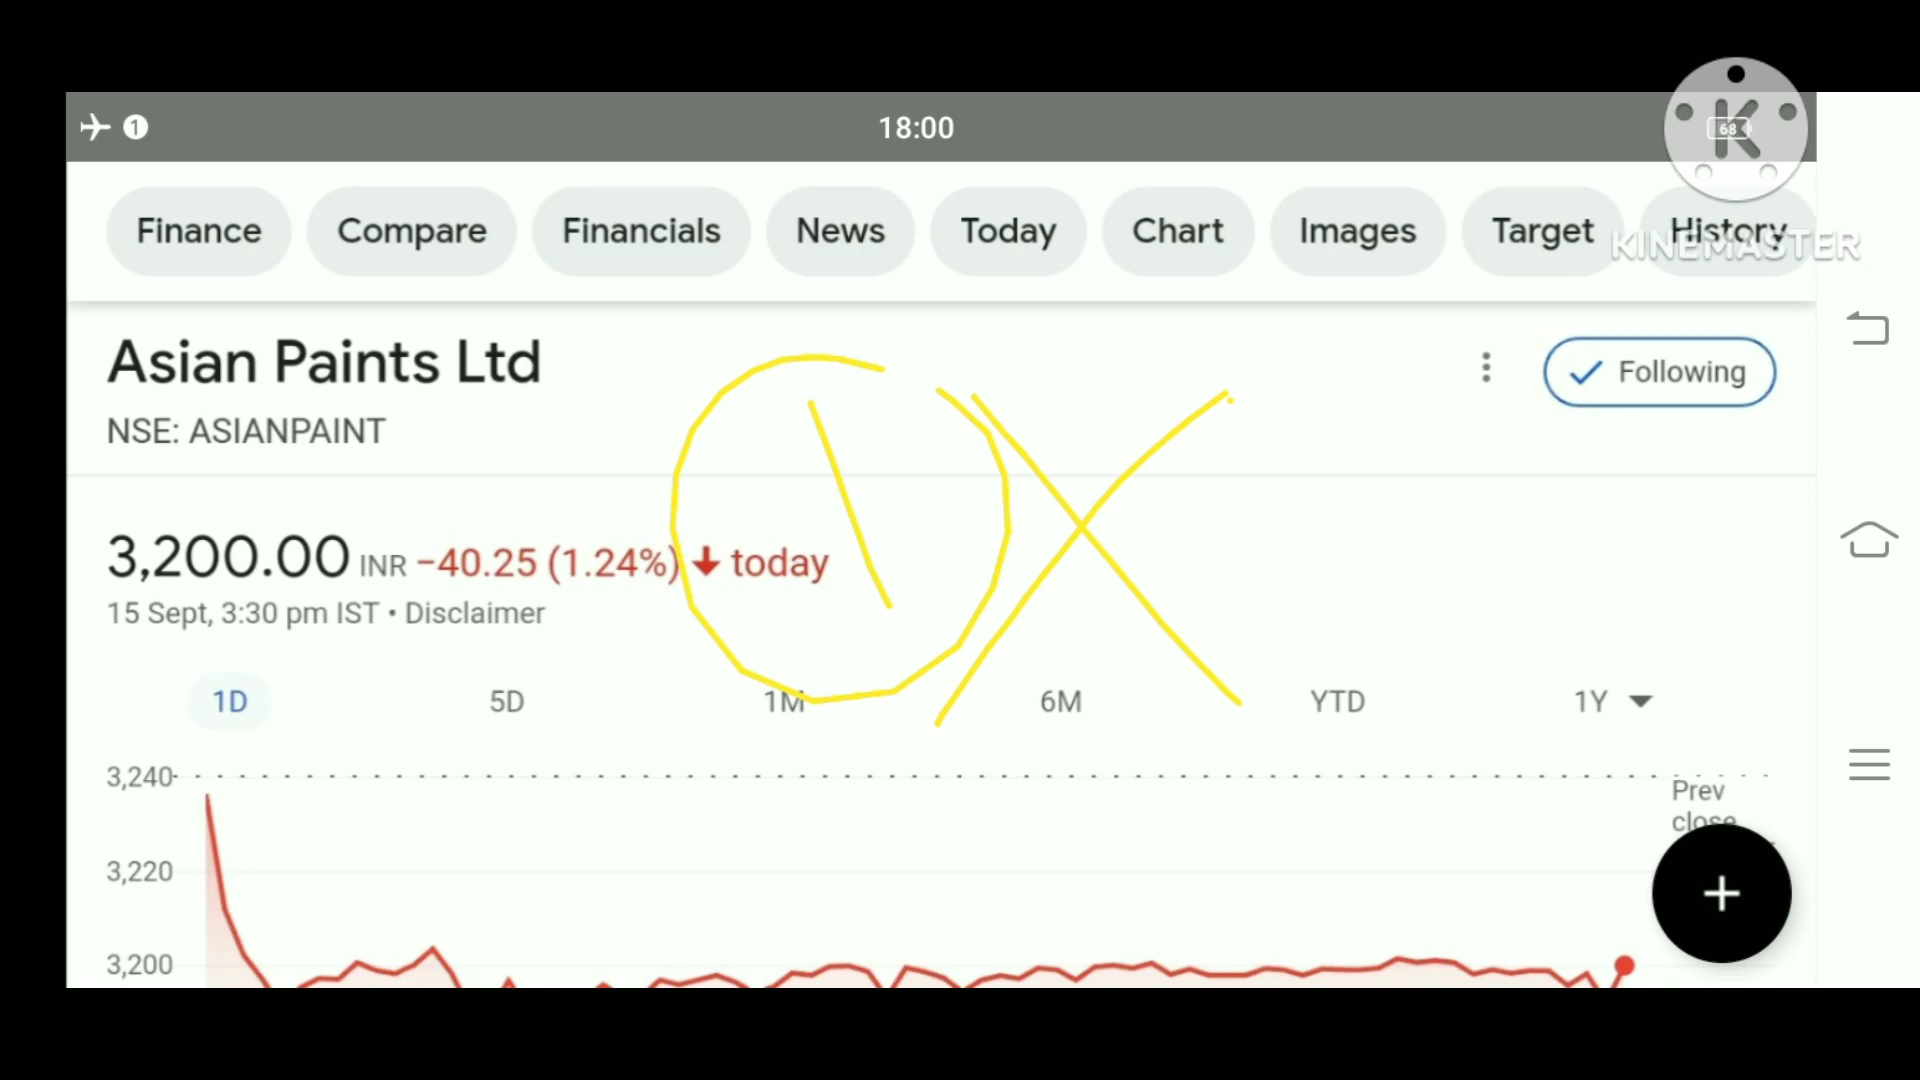 1
18:00
68
K
KINEMASTER
Finance
Compare
Financials
News
Today
Chart
Images
Target
History
Asian Paints Ltd
Following
NSE: ASIANPAINT
3,200.00 INR −40.25 (1.24%) ↓ today
15 Sept, 3:30 pm IST • Disclaimer
1D
5D
1M
6M
YTD
1Y
3,240
Prev
close
3,220
3,200